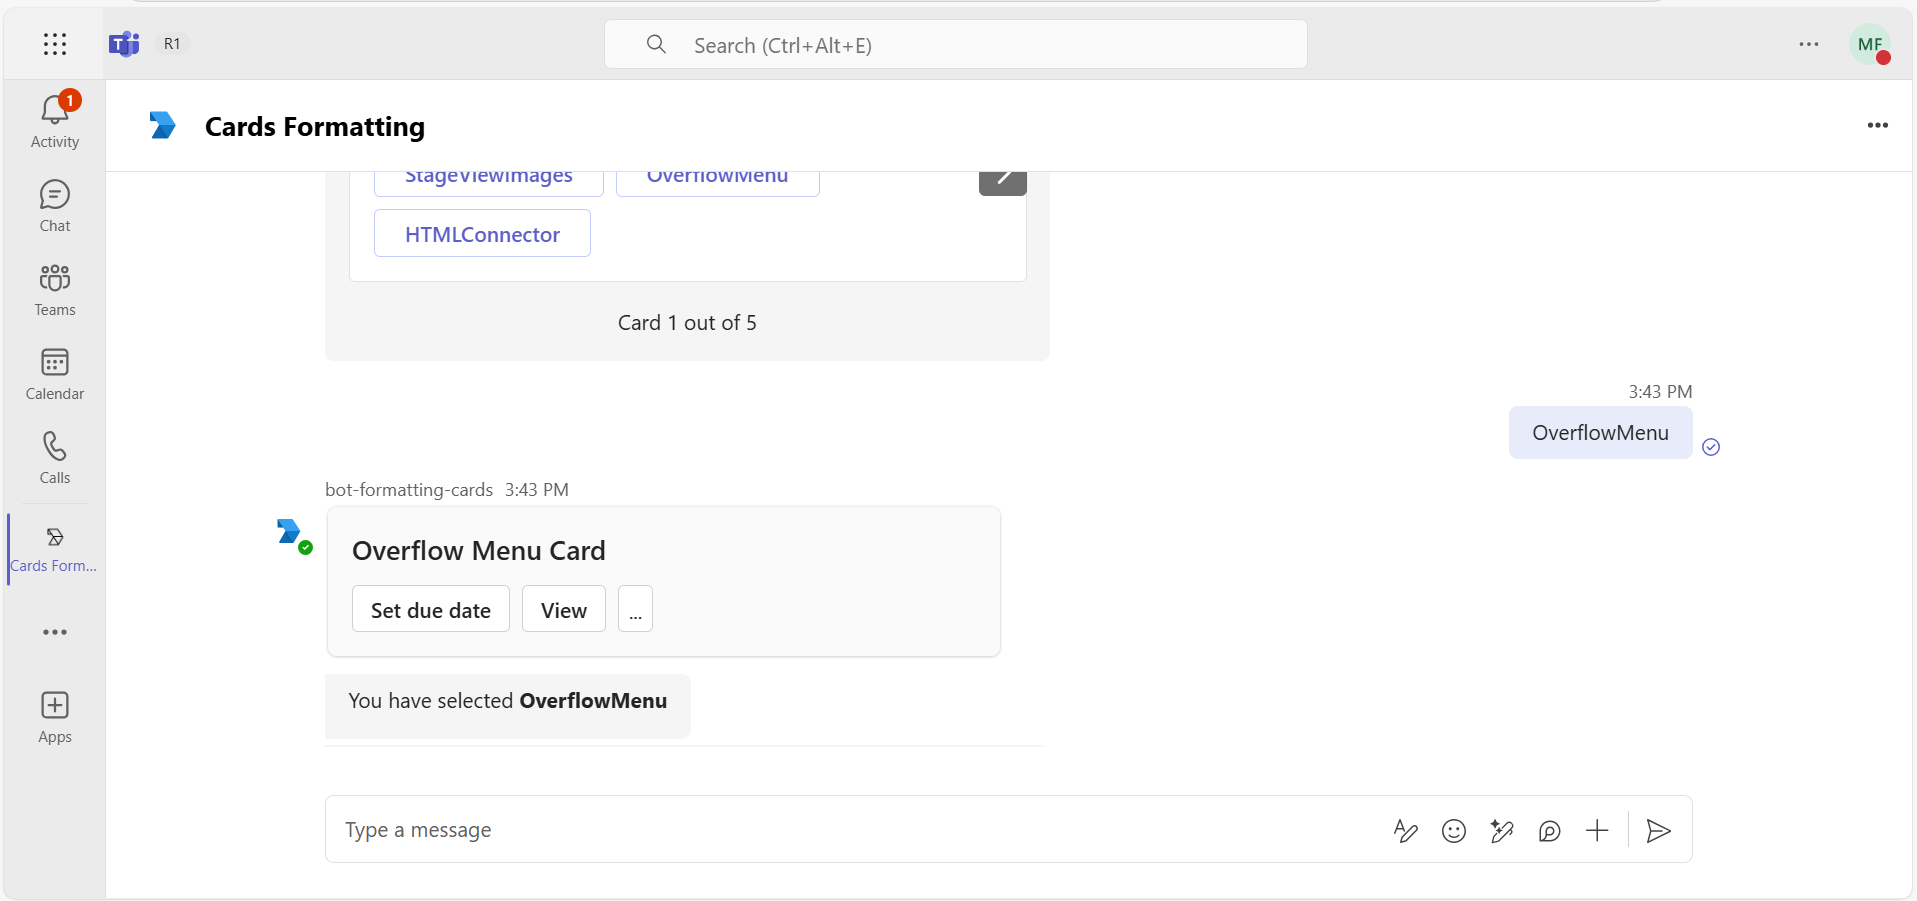 R1
Search (Ctrl+Alt+E)
MF
1
Activity
Chat
Teams
Calendar
Calls
Cards Form...
Apps
Cards Formatting
StageViewImages OverflowMenu
HTMLConnector
Card 1 out of 5
3:43 PM
OverflowMenu
bot-formatting-cards 3:43 PM
Overflow Menu Card
Set due date View ...
You have selected OverflowMenu
Type a message